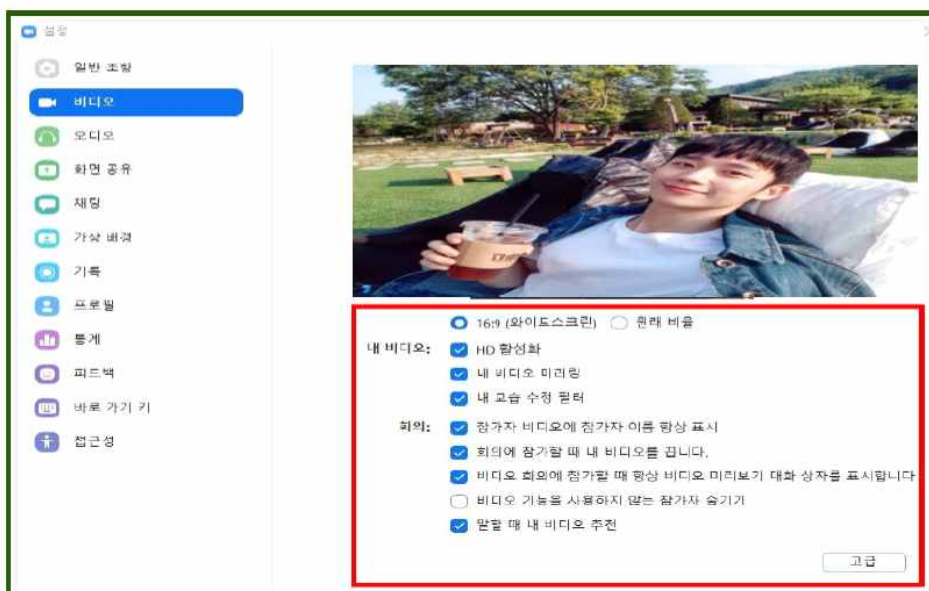 설정
일반 조항
비디오
오디오
화면 공유
채팅
가상 배경
기록
프로필
통계
피드백
바로 가기 키
접근성
16:9 (와이드스크린) 원래 비율
내 비디오: HD 활성화
내 비디오 미러링
내 모습 수정 필터
회의: 참가자 비디오에 참가자 이름 항상 표시
회의에 참가할 때 내 비디오를 끕니다.
비디오 회의에 참가할 때 항상 비디오 미리보기 대화 상자를 표시합니다
비디오 기능을 사용하지 않는 참가자 숨기기
말할 때 내 비디오 추천
고급